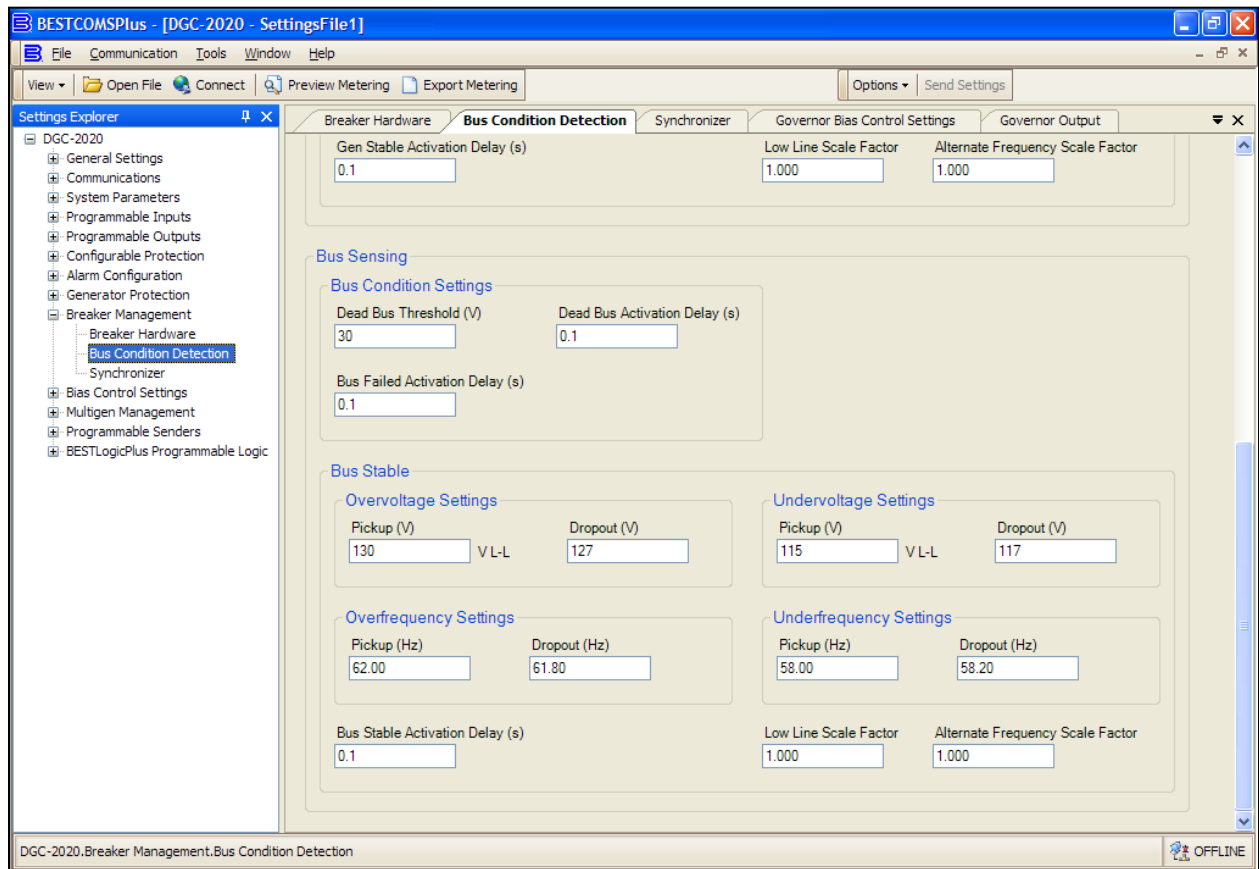 BESTCOMSPlus - [DGC-2020 - SettingsFile1]
File Communication Tools Window Help
View Open File Connect Preview Metering Export Metering Options Send Settings
Settings Explorer
DGC-2020
General Settings
Communications
System Parameters
Programmable Inputs
Programmable Outputs
Configurable Protection
Alarm Configuration
Generator Protection
Breaker Management
Breaker Hardware
Bus Condition Detection
Synchronizer
Bias Control Settings
Multigen Management
Programmable Senders
BESTLogicPlus Programmable Logic
Breaker Hardware Bus Condition Detection Synchronizer Governor Bias Control Settings Governor Output
Gen Stable Activation Delay (s) Low Line Scale Factor Alternate Frequency Scale Factor
0.1 1.000 1.000
Bus Sensing
Bus Condition Settings
Dead Bus Threshold (V) Dead Bus Activation Delay (s)
30 0.1
Bus Failed Activation Delay (s)
0.1
Bus Stable
Overvoltage Settings Undervoltage Settings
Pickup (V) Dropout (V) Pickup (V) Dropout (V)
130 V L-L 127 115 V L-L 117
Overfrequency Settings Underfrequency Settings
Pickup (Hz) Dropout (Hz) Pickup (Hz) Dropout (Hz)
62.00 61.80 58.00 58.20
Bus Stable Activation Delay (s) Low Line Scale Factor Alternate Frequency Scale Factor
0.1 1.000 1.000
DGC-2020.Breaker Management.Bus Condition Detection OFFLINE